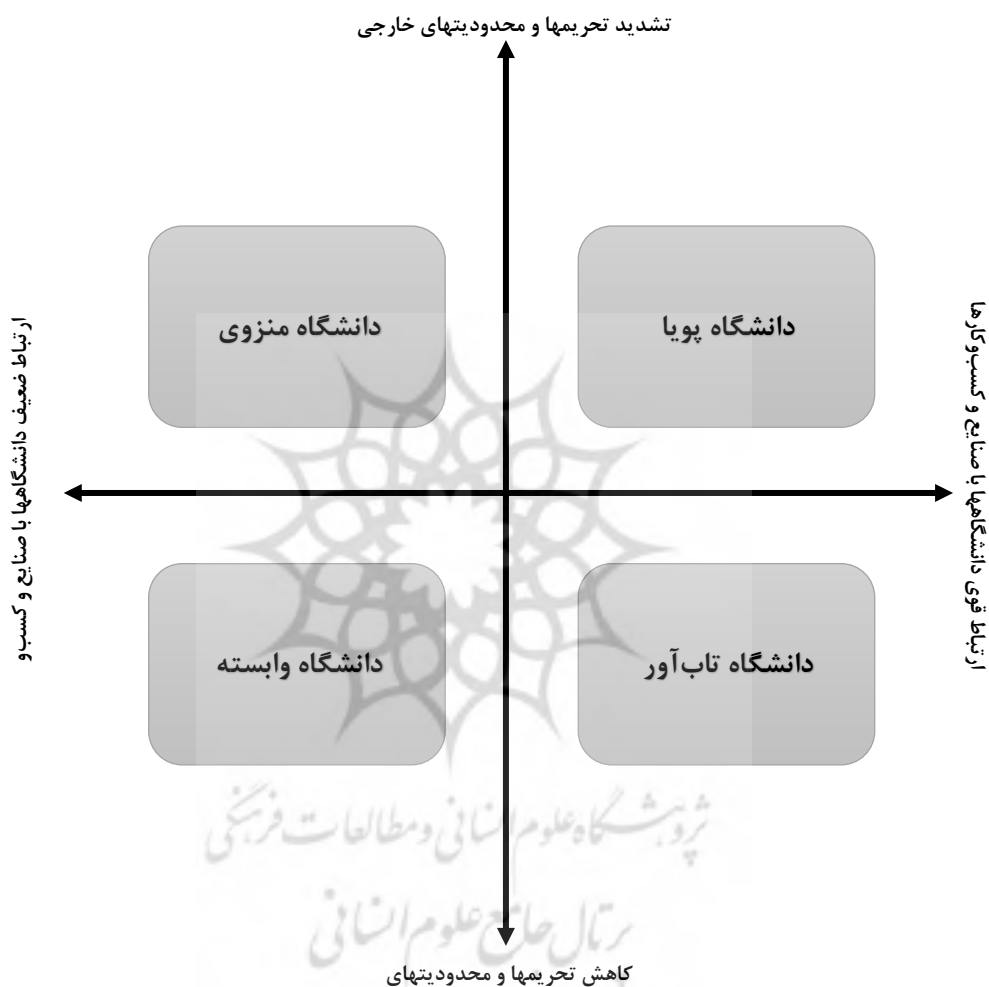 تشدید تحریمها و محدودیتهای خارجی
دانشگاه پویا
دانشگاه منزوی
ارتباط قوی دانشگاهها با صنایع و کسب‌وکارها
ارتباط ضعیف دانشگاهها با صنایع و کسب‌و
دانشگاه تاب‌آور
دانشگاه وابسته
پژوهشگاه علوم انسانی و مطالعات فرهنگی
پرتال جامع علوم انسانی
کاهش تحریمها و محدودیتهای